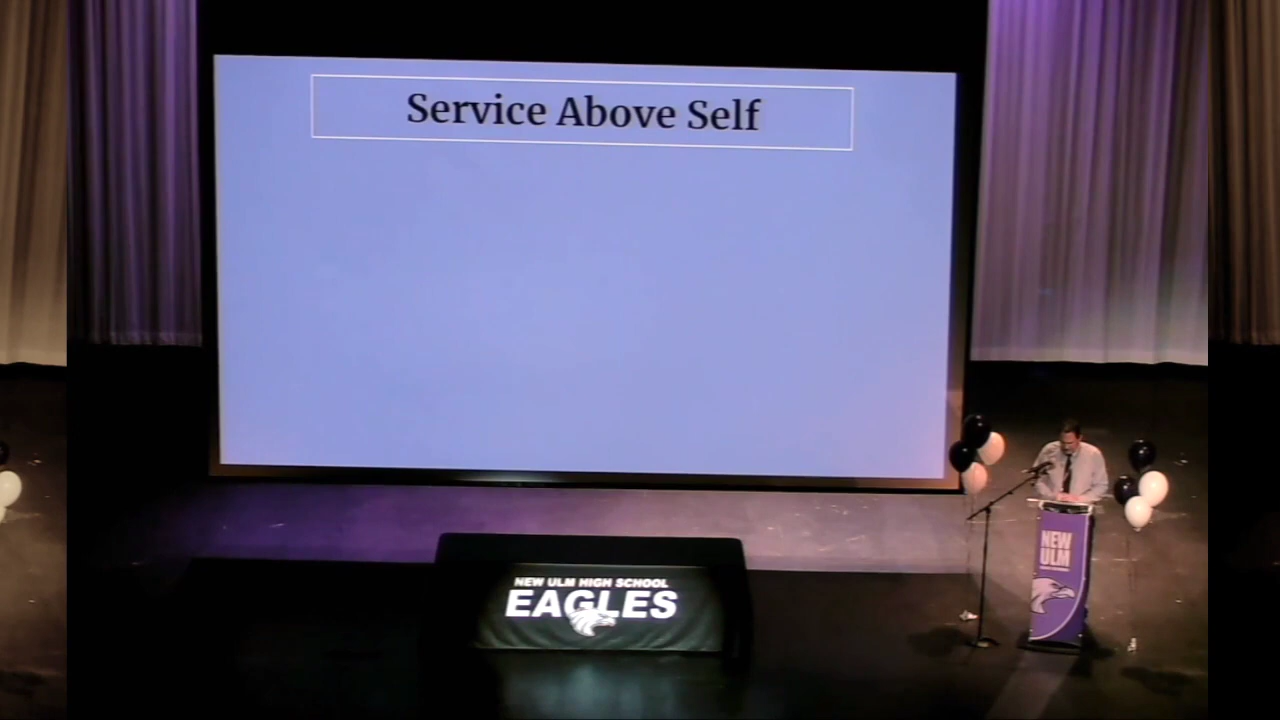 Service Above Self
NEW ULM HIGH SCHOOL
EAGLES
NEW
ULM